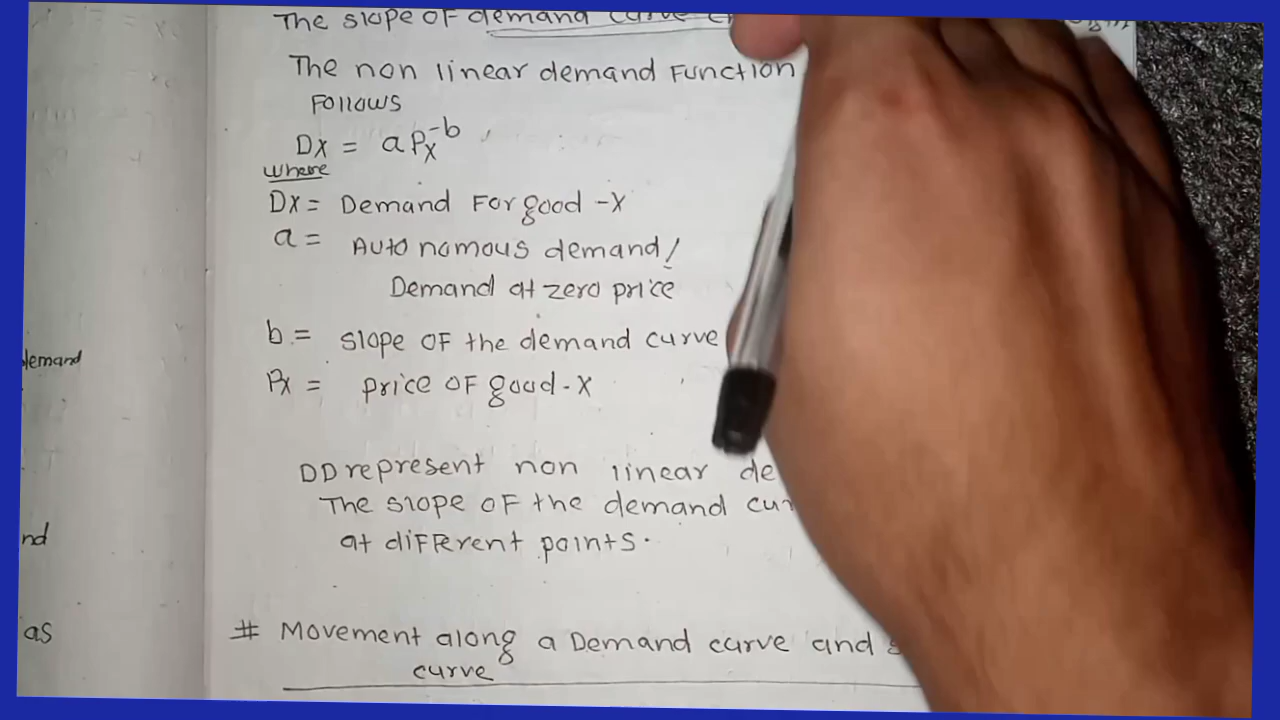 The slope of demand curve
The non linear demand Function
Follows
Dx = aPx^-b
where
Dx = Demand For good -X
a = Autonomous demand/
Demand at zero price
b = slope OF the demand curve
Px = price OF good-X
DD represent non linear de
The slope OF the demand cur
at different points.
# Movement along a Demand curve and
curve
demand
nd
as